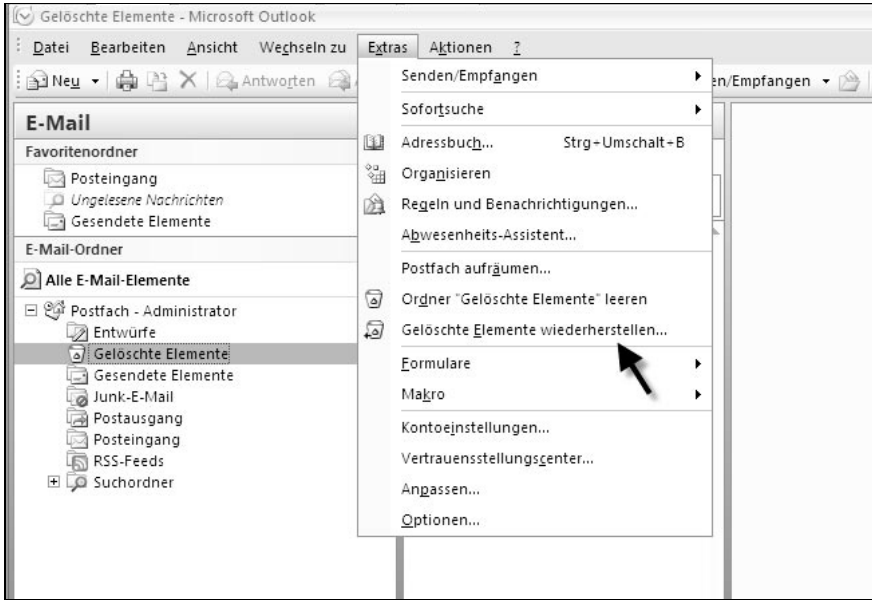 Gelöschte Elemente - Microsoft Outlook
Datei Bearbeiten Ansicht Wechseln zu Extras Aktionen ?
Neu Antworten en/Empfangen
E-Mail
Favoritenordner
Posteingang
Ungelesene Nachrichten
Gesendete Elemente
E-Mail-Ordner
Alle E-Mail-Elemente
Postfach - Administrator
Entwürfe
Gelöschte Elemente
Gesendete Elemente
Junk-E-Mail
Postausgang
Posteingang
RSS-Feeds
Suchordner
Senden/Empfangen
Sofortsuche
Adressbuch... Strg+Umschalt+B
Organisieren
Regeln und Benachrichtigungen...
Abwesenheits-Assistent...
Postfach aufräumen...
Ordner "Gelöschte Elemente" leeren
Gelöschte Elemente wiederherstellen...
Formulare
Makro
Kontoeinstellungen...
Vertrauensstellungscenter...
Anpassen...
Optionen...